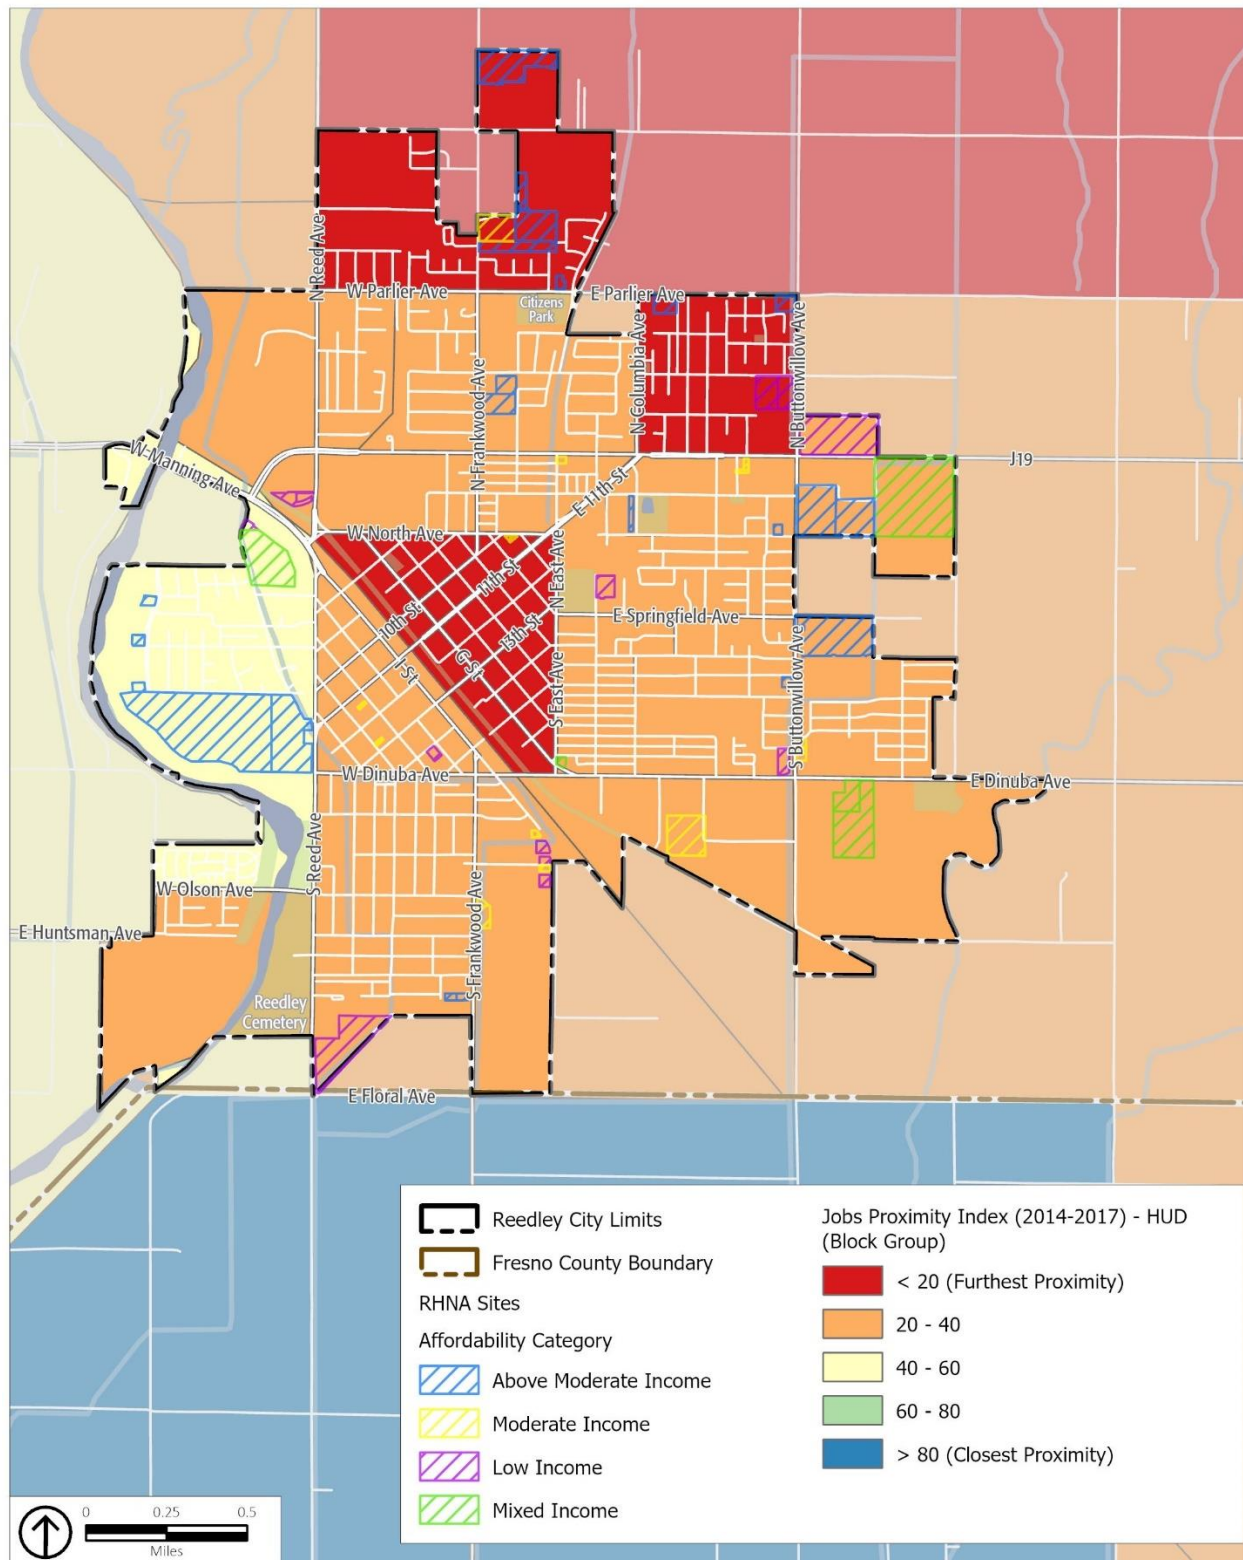 N Reed Ave
W Parlier Ave
Citizens
Park
E Parlier Ave
N Columbia Ave
N Buttonwillow Ave
N Frankwood Ave
W Manning Ave
J19
E 11th St
W North Ave
11th St
N East Ave
10th St
13th St
E Springfield Ave
G St
I St
S East Ave
S Buttonwillow Ave
W Dinuba Ave
E Dinuba Ave
S Reed Ave
W Olson Ave
S Frankwood Ave
E Huntsman Ave
Reedley
Cemetery
E Floral Ave
Reedley City Limits
Fresno County Boundary
RHNA Sites
Affordability Category
Above Moderate Income
Moderate Income
Low Income
Mixed Income
Jobs Proximity Index (2014-2017) - HUD
(Block Group)
< 20 (Furthest Proximity)
20 - 40
40 - 60
60 - 80
> 80 (Closest Proximity)
0 0.25 0.5
Miles